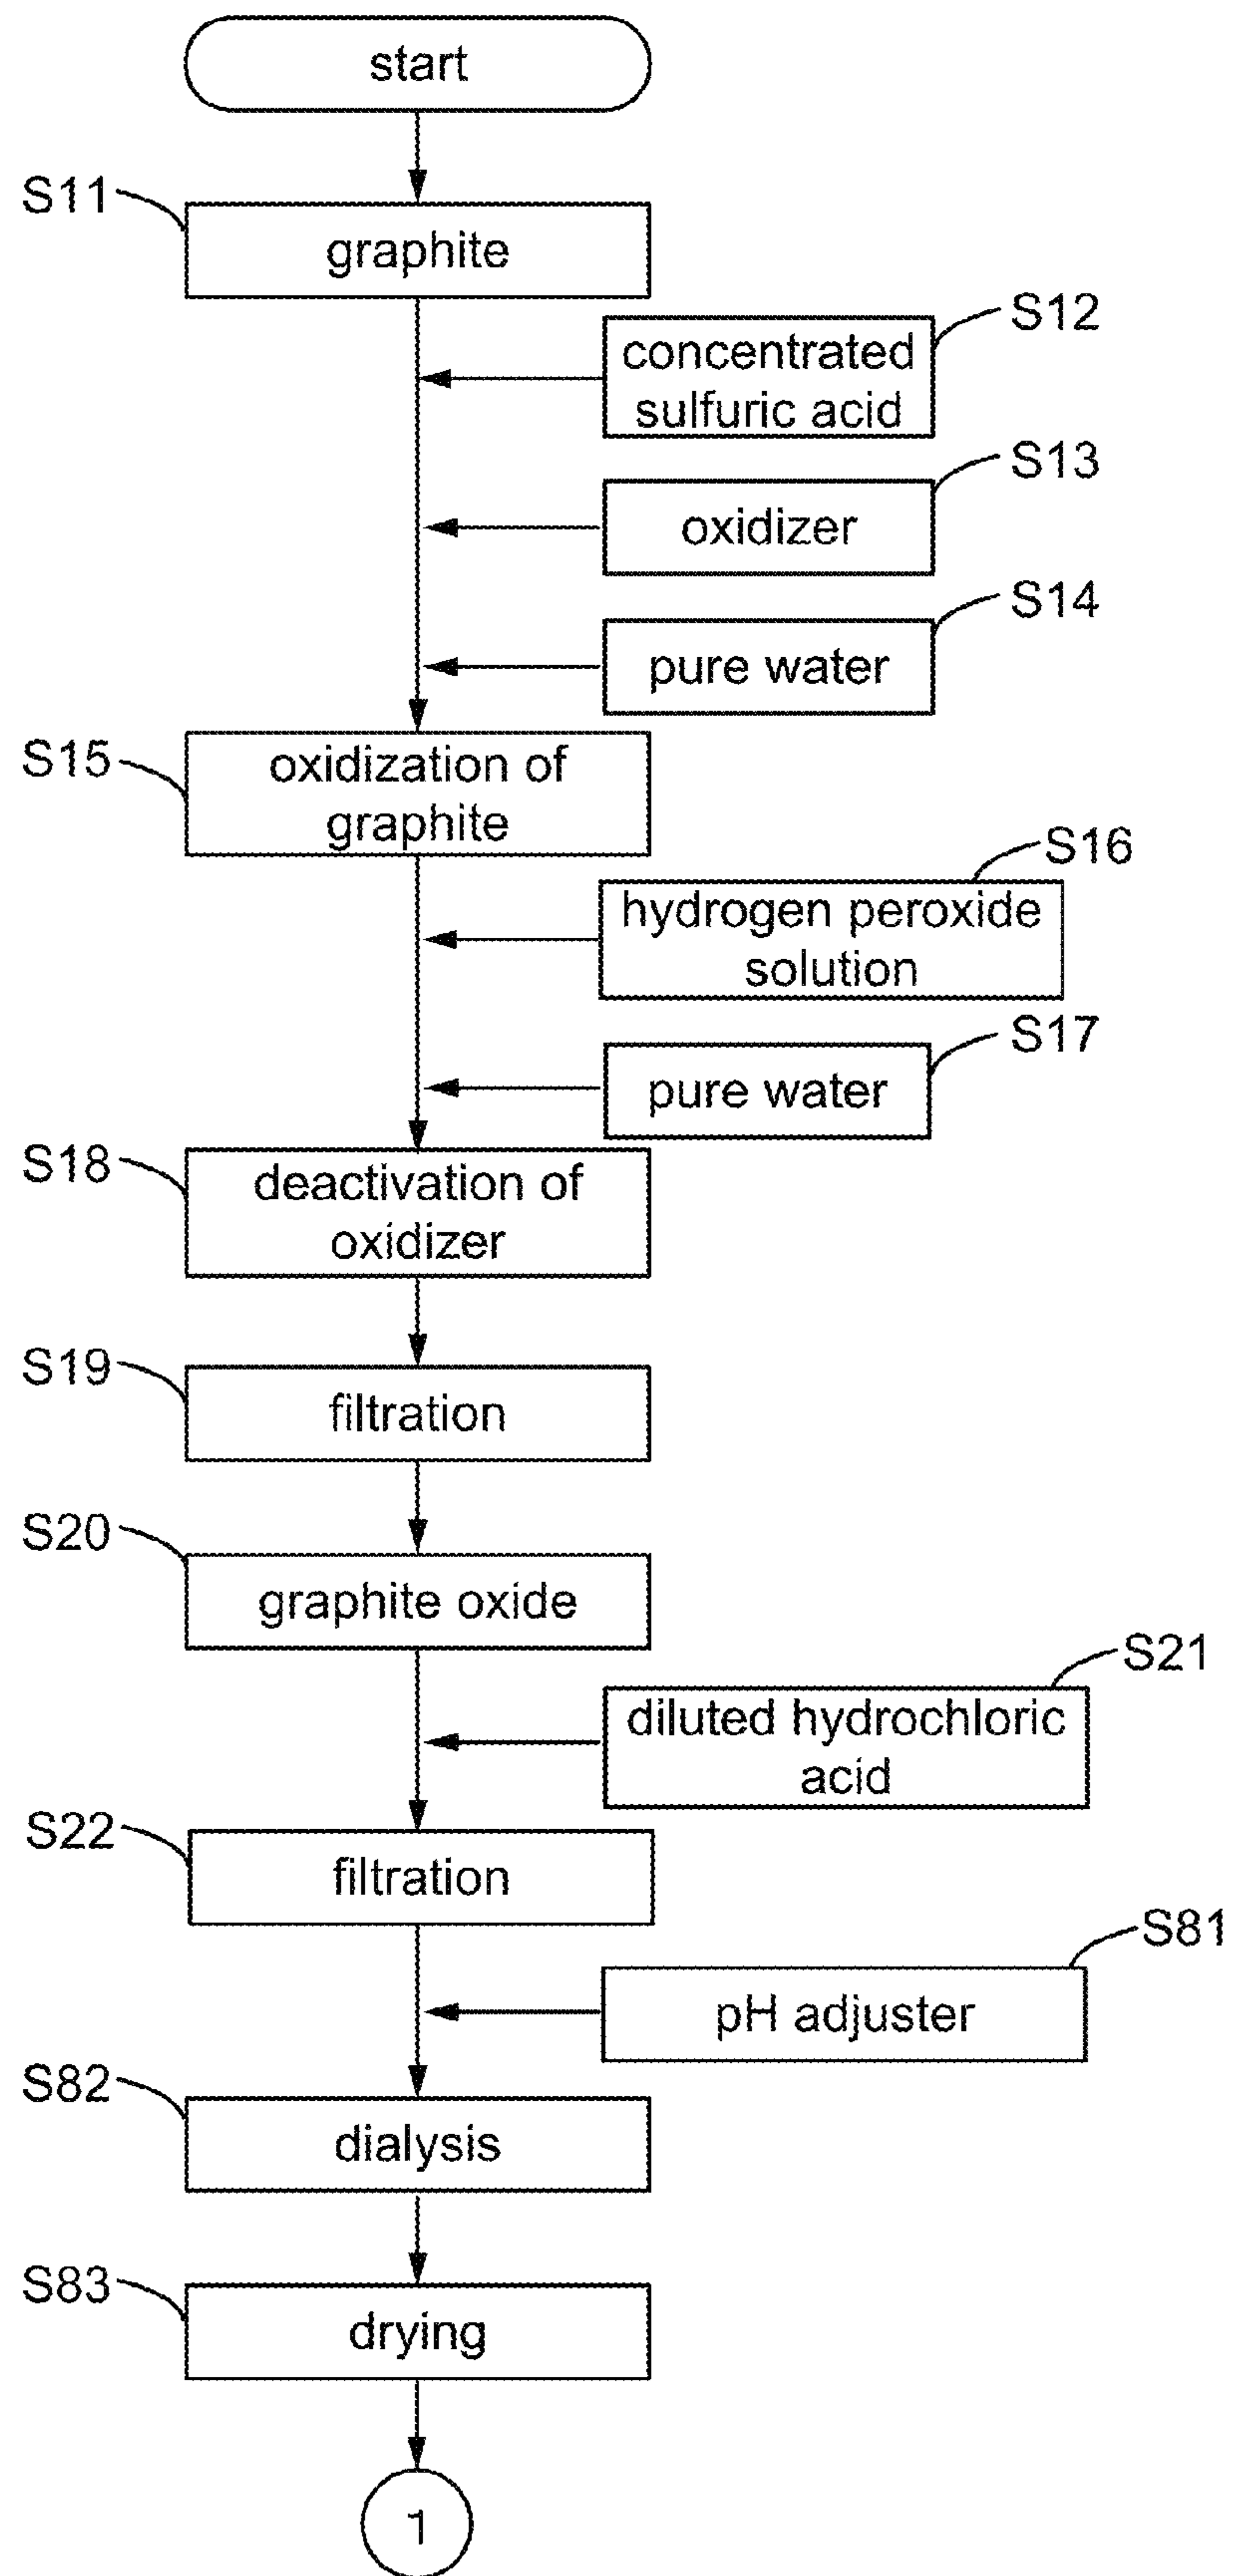 start
S11
graphite
S12
concentrated
sulfuric acid
S13
oxidizer
S14
pure water
S15
oxidization of
graphite
S16
hydrogen peroxide
solution
S17
pure water
S18
deactivation of
oxidizer
S19
filtration
S20
graphite oxide
S21
diluted hydrochloric
acid
S22
filtration
S81
pH adjuster
S82
dialysis
S83
drying
1